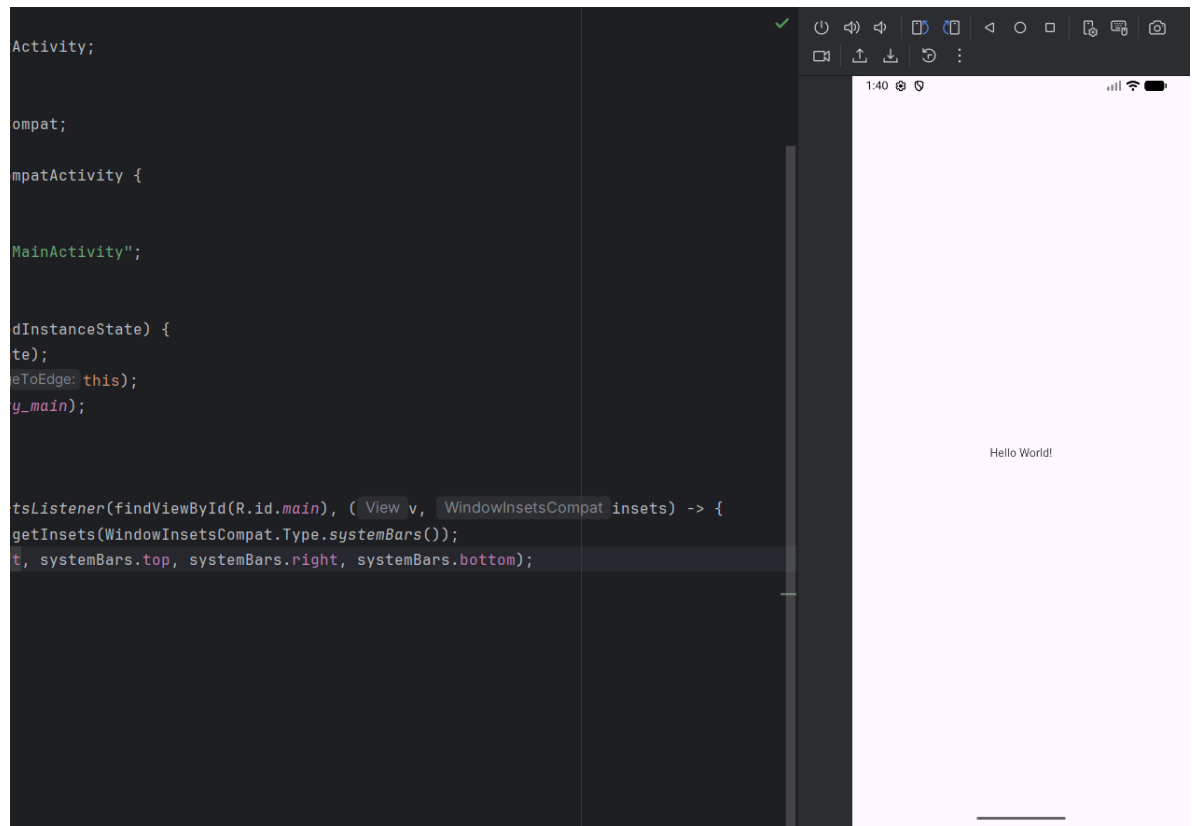 Activity;
ompat;
mpatActivity {
MainActivity";
dInstanceState) {
te);
eToEdge: this);
y_main);
tsListener(findViewById(R.id.main), ( View v, WindowInsetsCompat insets) -> {
getInsets(WindowInsetsCompat.Type.systemBars());
t, systemBars.top, systemBars.right, systemBars.bottom);
1:40
Hello World!